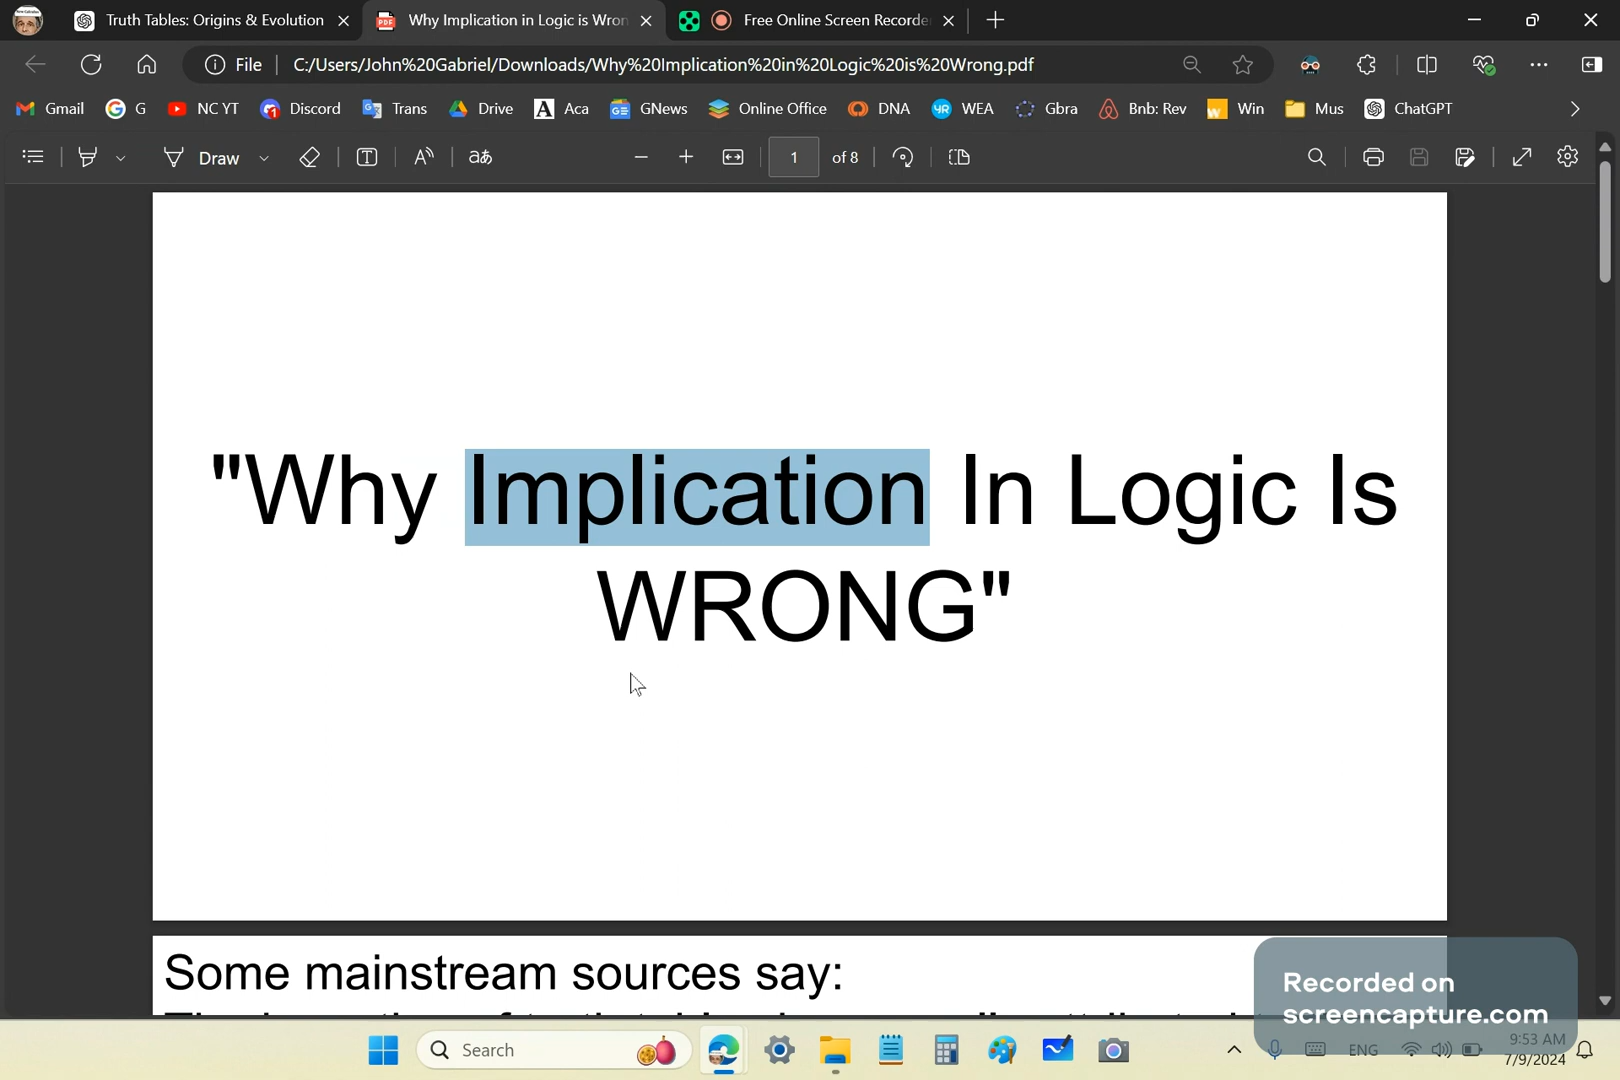 Truth Tables: Origins & Evolution
Why Implication in Logic is Wron
Free Online Screen Recorde
File
C:/Users/John%20Gabriel/Downloads/Why%20Implication%20in%20Logic%20is%20Wrong.pdf
Gmail G NC YT Discord Trans Drive Aca GNews Online Office DNA WEA Gbra Bnb: Rev Win Mus ChatGPT
Draw 1 of 8
"Why Implication In Logic Is
WRONG"
Some mainstream sources say:
Recorded on
screencapture.com
Search
ENG
9:53 AM
7/9/2024